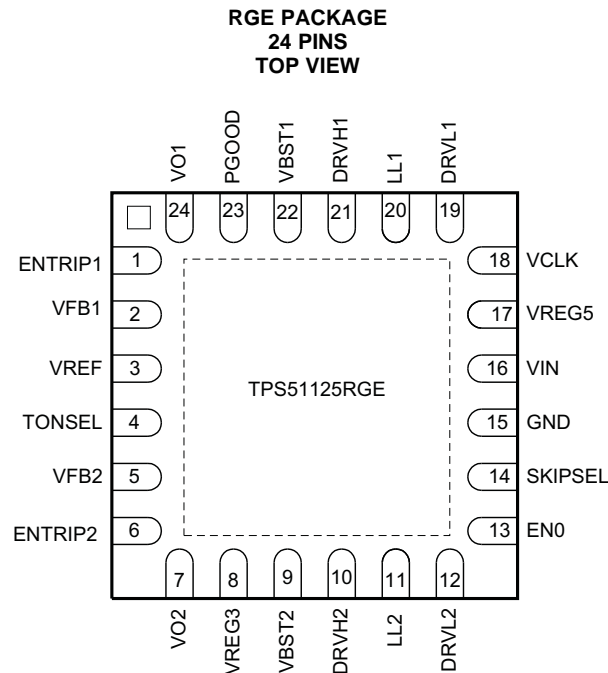 RGE PACKAGE
24 PINS
TOP VIEW
VO1
PGOOD
VBST1
DRVH1
LL1
DRVL1
24
23
22
21
20
19
ENTRIP1
1
18
VCLK
VFB1
2
17
VREG5
VREF
3
16
VIN
TPS51125RGE
TONSEL
4
15
GND
VFB2
5
14
SKIPSEL
ENTRIP2
6
13
EN0
7
8
9
10
11
12
VO2
VREG3
VBST2
DRVH2
LL2
DRVL2